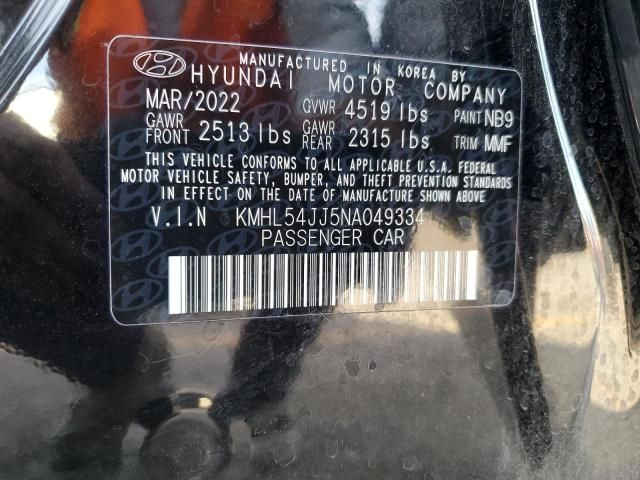 MANUFACTURED IN KOREA BY
HYUNDAI MOTOR COMPANY
MAR/2022 GVWR 4519 lbs PAINT NB9
GAWR FRONT 2513 lbs GAWR REAR 2315 lbs TRIM MMF
THIS VEHICLE CONFORMS TO ALL APPLICABLE U.S.A. FEDERAL
MOTOR VEHICLE SAFETY, BUMPER, AND THEFT PREVENTION STANDARDS
IN EFFECT ON THE DATE OF MANUFACTURE SHOWN ABOVE
V.I.N KMHL54JJ5NA049334
PASSENGER CAR